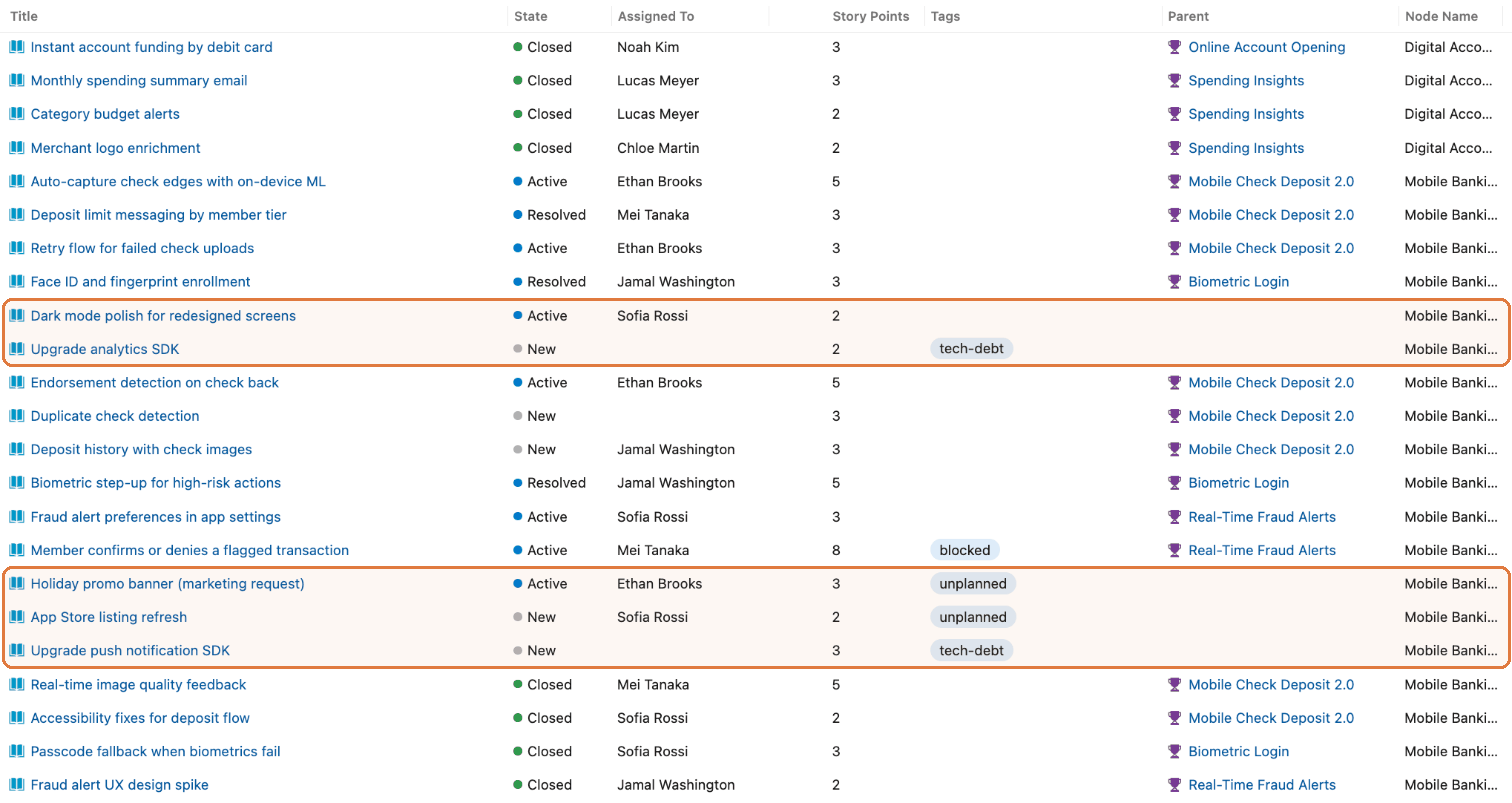 Title State Assigned To Story Points Tags Parent Node Name
Instant account funding by debit card Closed Noah Kim 3 Online Account Opening Digital Acco...
Monthly spending summary email Closed Lucas Meyer 3 Spending Insights Digital Acco...
Category budget alerts Closed Lucas Meyer 2 Spending Insights Digital Acco...
Merchant logo enrichment Closed Chloe Martin 2 Spending Insights Digital Acco...
Auto-capture check edges with on-device ML Active Ethan Brooks 5 Mobile Check Deposit 2.0 Mobile Banki...
Deposit limit messaging by member tier Resolved Mei Tanaka 3 Mobile Check Deposit 2.0 Mobile Banki...
Retry flow for failed check uploads Active Ethan Brooks 3 Mobile Check Deposit 2.0 Mobile Banki...
Face ID and fingerprint enrollment Resolved Jamal Washington 3 Biometric Login Mobile Banki...
Dark mode polish for redesigned screens Active Sofia Rossi 2 Mobile Banki...
Upgrade analytics SDK New 2 tech-debt Mobile Banki...
Endorsement detection on check back Active Ethan Brooks 5 Mobile Check Deposit 2.0 Mobile Banki...
Duplicate check detection New 3 Mobile Check Deposit 2.0 Mobile Banki...
Deposit history with check images New Jamal Washington 3 Mobile Check Deposit 2.0 Mobile Banki...
Biometric step-up for high-risk actions Resolved Jamal Washington 5 Biometric Login Mobile Banki...
Fraud alert preferences in app settings Active Sofia Rossi 3 Real-Time Fraud Alerts Mobile Banki...
Member confirms or denies a flagged transaction Active Mei Tanaka 8 blocked Real-Time Fraud Alerts Mobile Banki...
Holiday promo banner (marketing request) Active Ethan Brooks 3 unplanned Mobile Banki...
App Store listing refresh New Sofia Rossi 2 unplanned Mobile Banki...
Upgrade push notification SDK New 3 tech-debt Mobile Banki...
Real-time image quality feedback Closed Mei Tanaka 5 Mobile Check Deposit 2.0 Mobile Banki...
Accessibility fixes for deposit flow Closed Sofia Rossi 2 Mobile Check Deposit 2.0 Mobile Banki...
Passcode fallback when biometrics fail Closed Sofia Rossi 3 Biometric Login Mobile Banki...
Fraud alert UX design spike Closed Jamal Washington 2 Real-Time Fraud Alerts Mobile Banki...